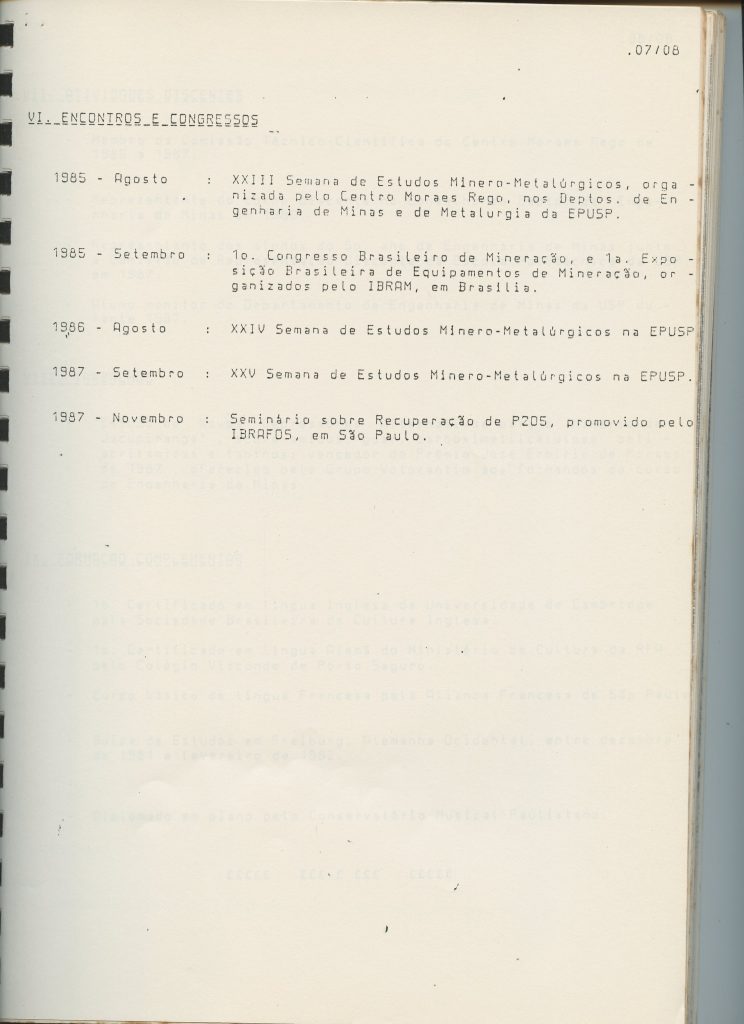 .07/08
VI. ENCONTROS E CONGRESSOS
1985 - Agosto : XXIII Semana de Estudos Minero-Metalúrgicos, orga -
nizada pelo Centro Moraes Rego, nos Deptos. de En -
genharia de Minas e de Metalurgia da EPUSP.
1985 - Setembro : 1o. Congresso Brasileiro de Mineração, e 1a. Expo -
sição Brasileira de Equipamentos de Mineração, or -
ganizados pelo IBRAM, em Brasilia.
1986 - Agosto : XXIV Semana de Estudos Minero-Metalúrgicos na EPUSP
1987 - Setembro : XXV Semana de Estudos Minero-Metalúrgicos na EPUSP.
1987 - Novembro : Seminário sobre Recuperação de P2O5, promovido pelo
IBRAFOS, em São Paulo.